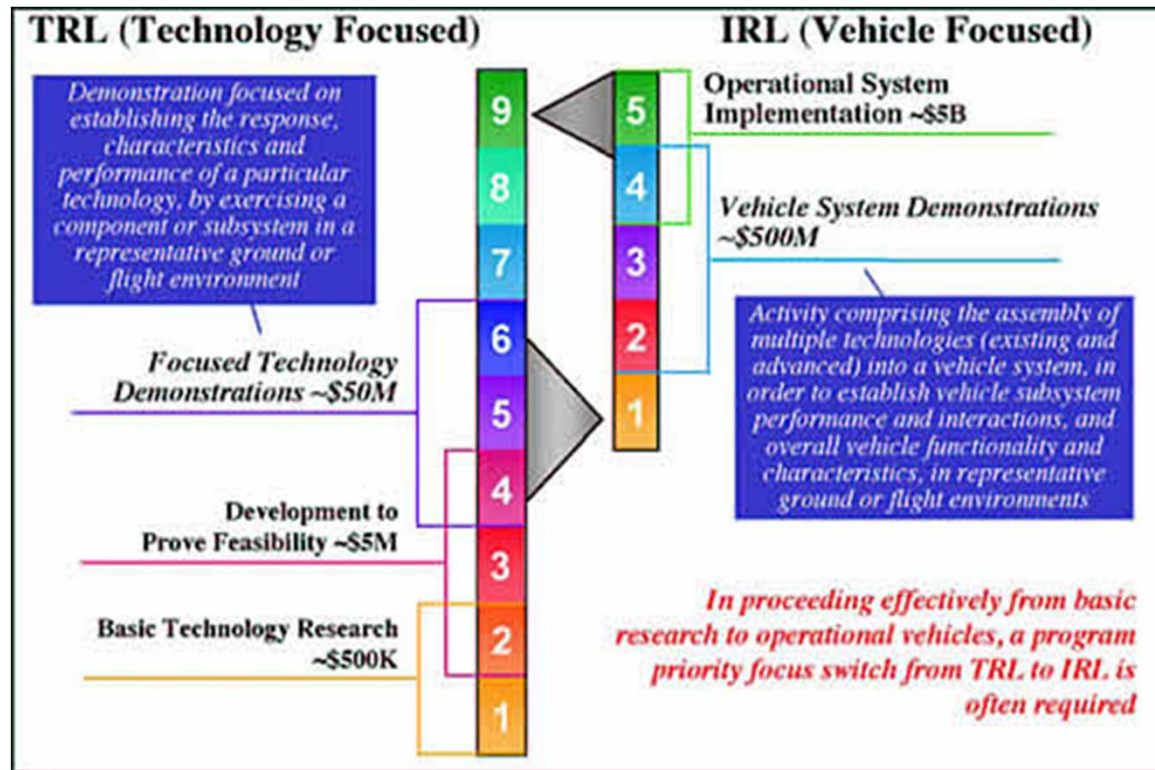 TRL (Technology Focused)
Demonstration focused on
establishing the response,
characteristics and
performance of a particular
technology, by exercising a
component or subsystem in a
representative ground or
flight environment
Focused Technology
Demonstrations ~$50M
Development to
Prove Feasibility ~$5M
Basic Technology Research
~$500K
9
8
7
6
5
4
3
2
1
IRL (Vehicle Focused)
5
4
3
2
1
Operational System
Implementation ~$5B
Vehicle System Demonstrations
~$500M
Activity comprising the assembly of
multiple technologies (existing and
advanced) into a vehicle system, in
order to establish vehicle subsystem
performance and interactions, and
overall vehicle functionality and
characteristics, in representative
ground or flight environments
In proceeding effectively from basic
research to operational vehicles, a program
priority focus switch from TRL to IRL is
often required